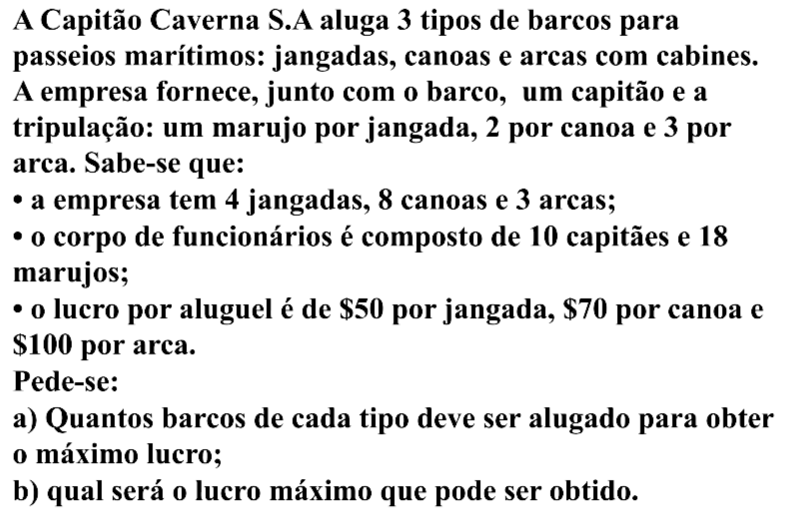 A Capitão Caverna S.A aluga 3 tipos de barcos para
passeios marítimos: jangadas, canoas e arcas com cabines.
A empresa fornece, junto com o barco, um capitão e a
tripulação: um marujo por jangada, 2 por canoa e 3 por
arca. Sabe-se que:
• a empresa tem 4 jangadas, 8 canoas e 3 arcas;
• o corpo de funcionários é composto de 10 capitães e 18
marujos;
• o lucro por aluguel é de $50 por jangada, $70 por canoa e
$100 por arca.
Pede-se:
a) Quantos barcos de cada tipo deve ser alugado para obter
o máximo lucro;
b) qual será o lucro máximo que pode ser obtido.